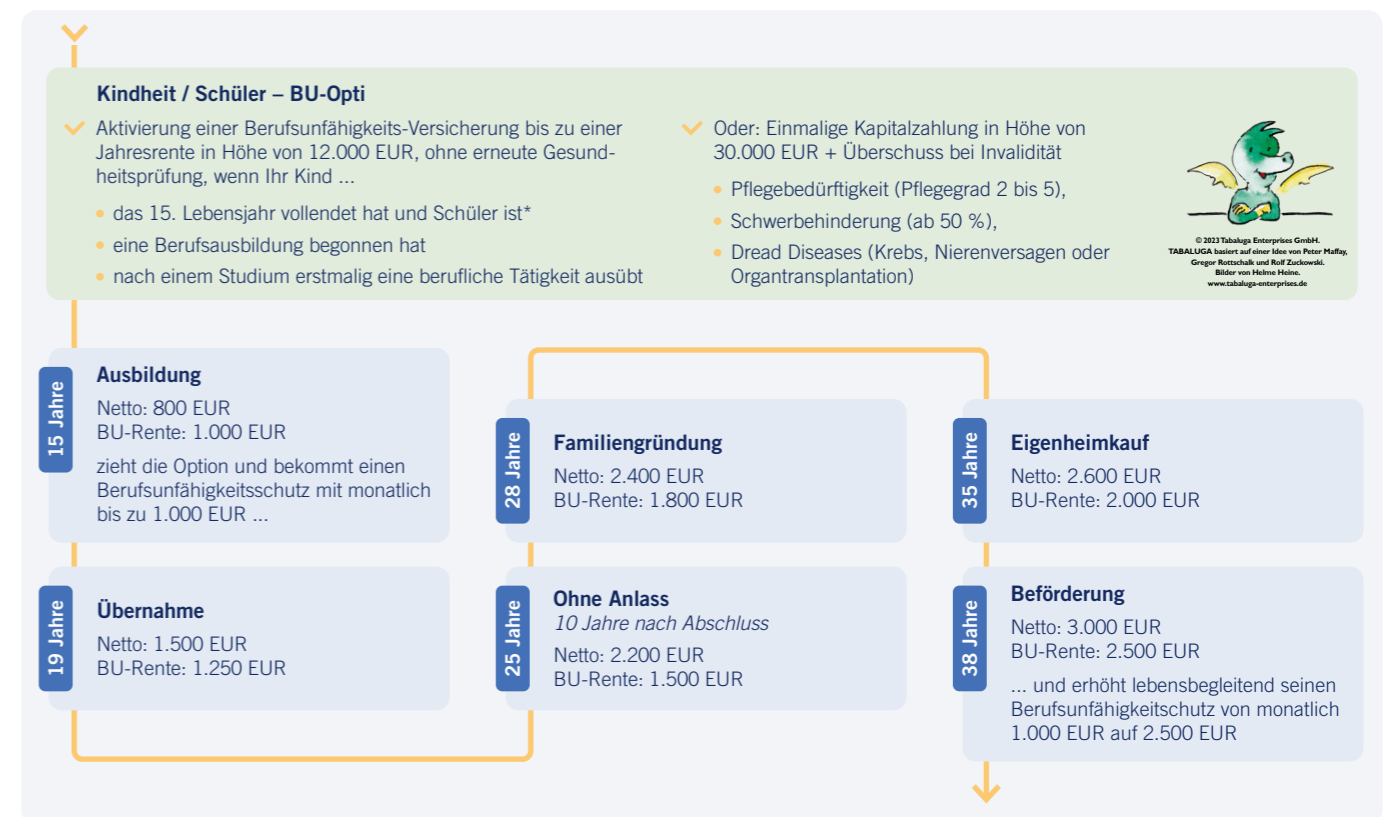 Kindheit / Schüler – BU-Opti
Aktivierung einer Berufsunfähigkeits-Versicherung bis zu einer
Jahresrente in Höhe von 12.000 EUR, ohne erneute Gesund-
heitsprüfung, wenn Ihr Kind ...
• das 15. Lebensjahr vollendet hat und Schüler ist*
• eine Berufsausbildung begonnen hat
• nach einem Studium erstmalig eine berufliche Tätigkeit ausübt
Oder: Einmalige Kapitalzahlung in Höhe von
30.000 EUR + Überschuss bei Invalidität
• Pflegebedürftigkeit (Pflegegrad 2 bis 5),
• Schwerbehinderung (ab 50 %),
• Dread Diseases (Krebs, Nierenversagen oder
Organtransplantation)
© 2023 Tabaluga Enterprises GmbH.
TABALUGA basiert auf einer Idee von Peter Maffay,
Gregor Rottschalk und Rolf Zuckowski.
Bilder von Helme Heine.
www.tabaluga-enterprises.de
15 Jahre
Ausbildung
Netto: 800 EUR
BU-Rente: 1.000 EUR
zieht die Option und bekommt einen
Berufsunfähigkeitsschutz mit monatlich
bis zu 1.000 EUR ...
19 Jahre
Übernahme
Netto: 1.500 EUR
BU-Rente: 1.250 EUR
25 Jahre
Ohne Anlass
10 Jahre nach Abschluss
Netto: 2.200 EUR
BU-Rente: 1.500 EUR
28 Jahre
Familiengründung
Netto: 2.400 EUR
BU-Rente: 1.800 EUR
35 Jahre
Eigenheimkauf
Netto: 2.600 EUR
BU-Rente: 2.000 EUR
38 Jahre
Beförderung
Netto: 3.000 EUR
BU-Rente: 2.500 EUR
... und erhöht lebensbegleitend seinen
Berufsunfähigkeitschutz von monatlich
1.000 EUR auf 2.500 EUR